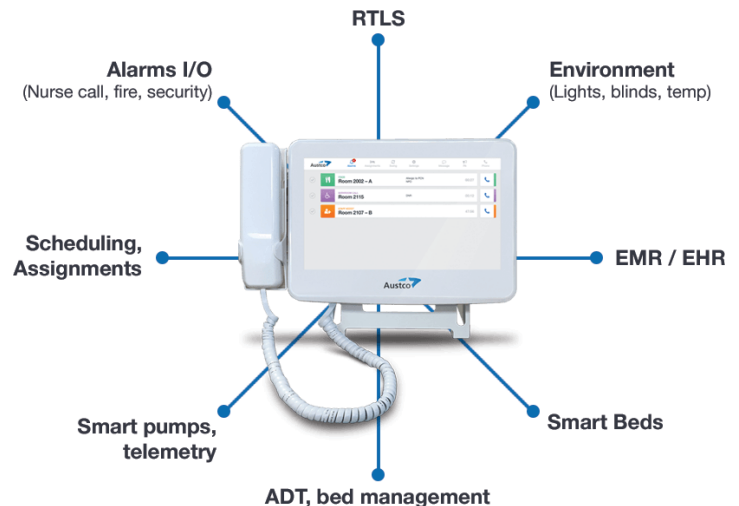 RTLS
Alarms I/O
(Nurse call, fire, security)
Environment
(Lights, blinds, temp)
Austco
Room 2002 – A
Room 2115
Room 2107 – B
Scheduling,
Assignments
EMR / EHR
Austco
Smart pumps,
telemetry
Smart Beds
ADT, bed management